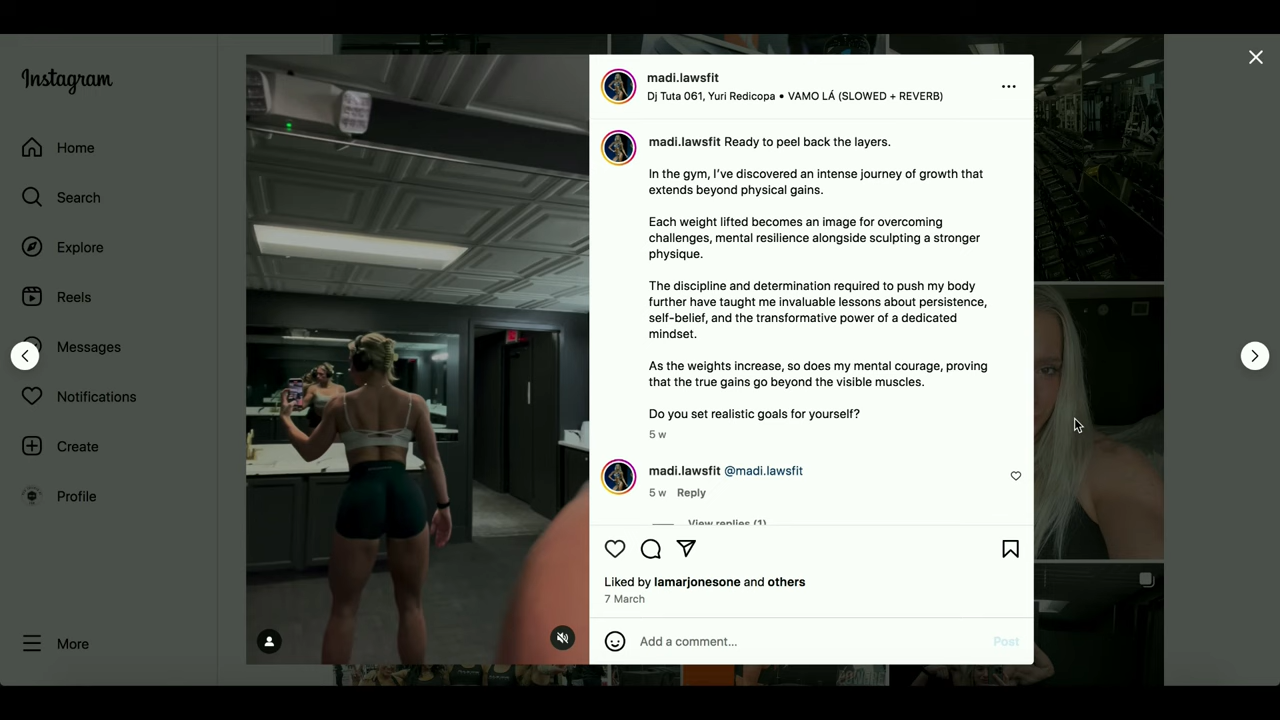 Instagram
Home
Search
Explore
Reels
Messages
Notifications
Create
Profile
More
madi.lawsfit
Dj Tuta 061, Yuri Redicopa • VAMO LÁ (SLOWED + REVERB)
madi.lawsfit Ready to peel back the layers.
In the gym, I’ve discovered an intense journey of growth that
extends beyond physical gains.
Each weight lifted becomes an image for overcoming
challenges, mental resilience alongside sculpting a stronger
physique.
The discipline and determination required to push my body
further have taught me invaluable lessons about persistence,
self-belief, and the transformative power of a dedicated
mindset.
As the weights increase, so does my mental courage, proving
that the true gains go beyond the visible muscles.
Do you set realistic goals for yourself?
5 w
madi.lawsfit @madi.lawsfit
5 w Reply
View replies (1)
Liked by lamarjonesone and others
7 March
Add a comment...
Post